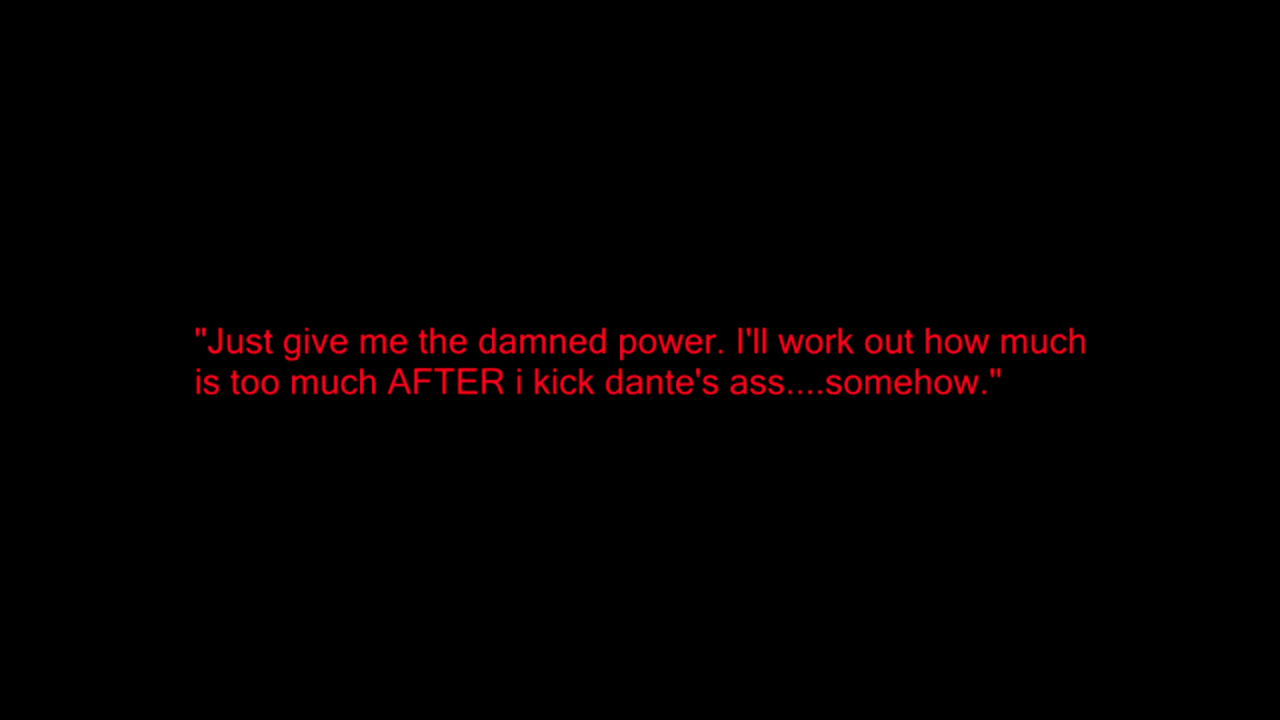 "Just give me the damned power. I'll work out how much
is too much AFTER i kick dante's ass....somehow."